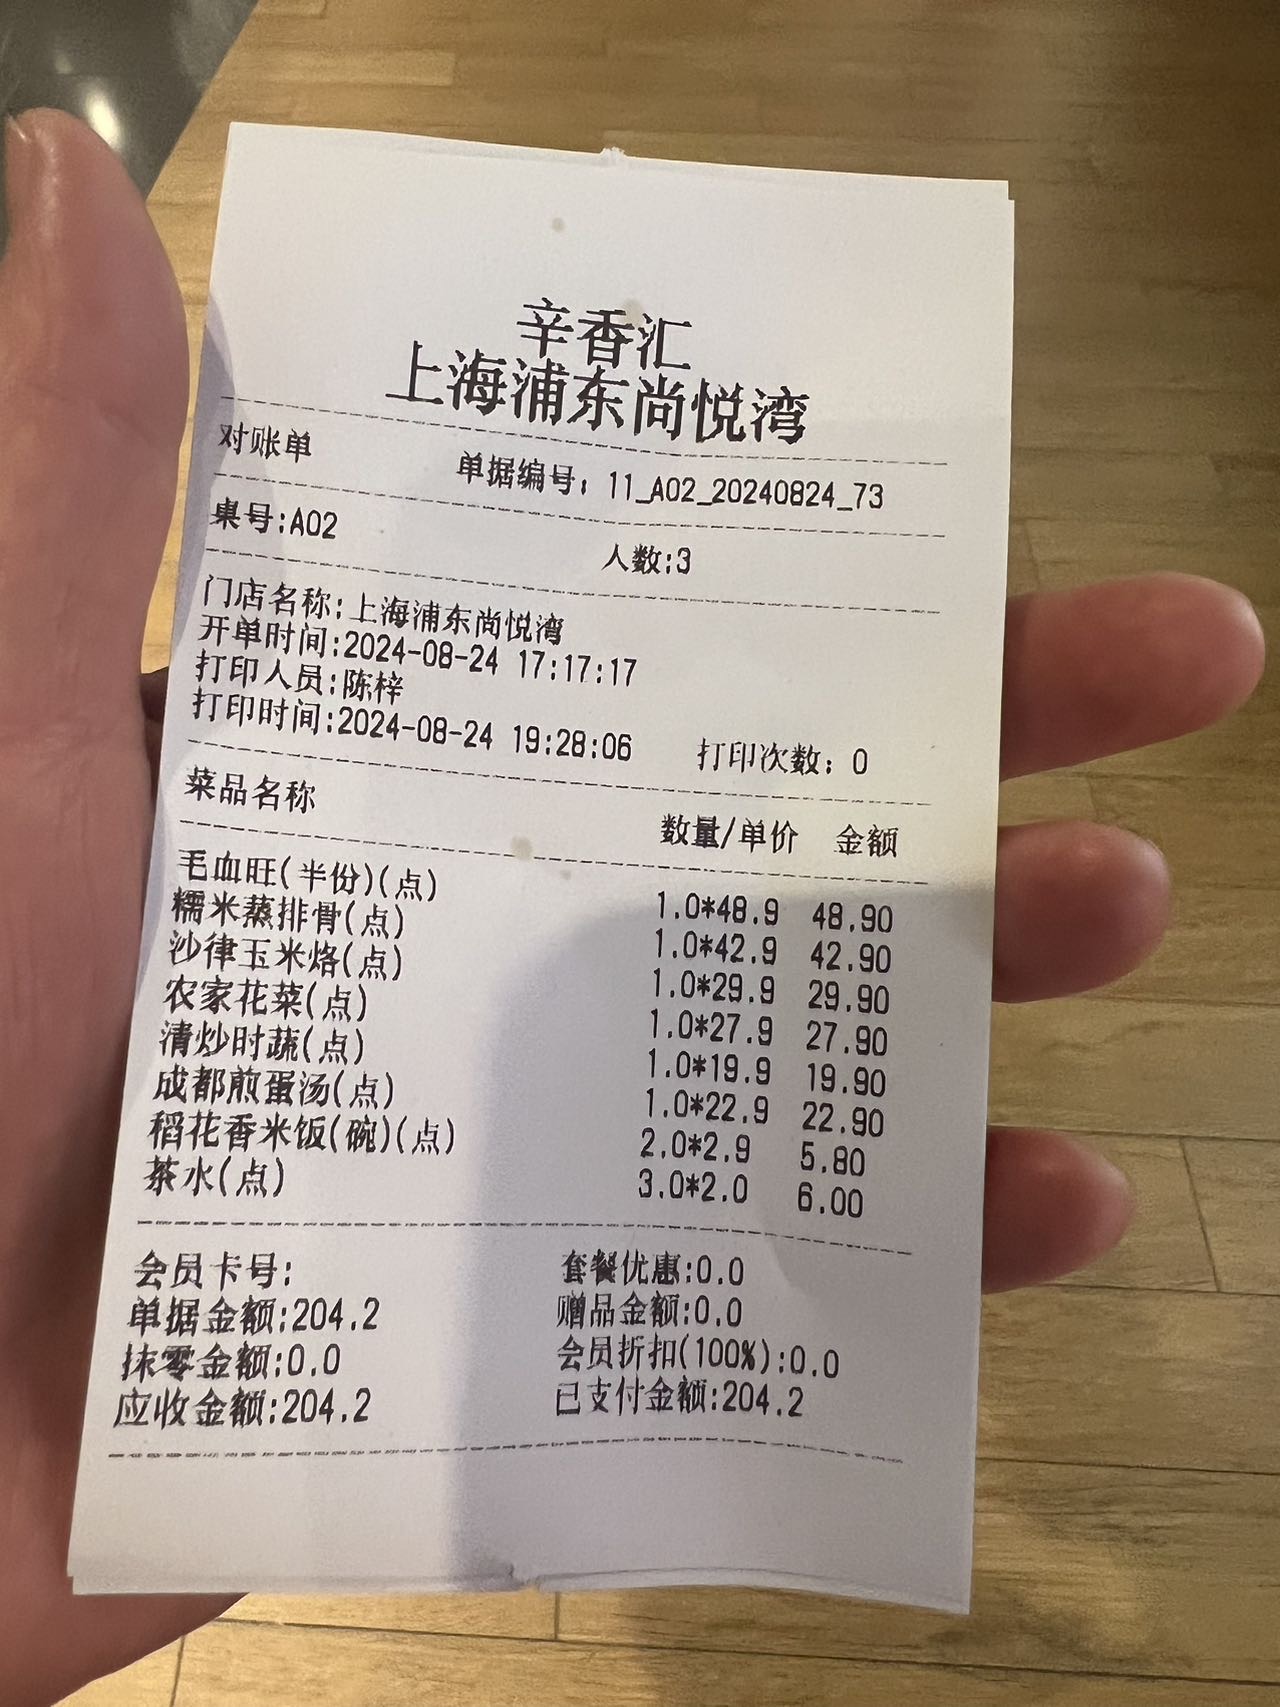 辛香汇
上海浦东尚悦湾
对账单 单据编号：11_A02_20240824_73
桌号:A02 人数:3
门店名称:上海浦东尚悦湾
开单时间:2024-08-24 17:17:17
打印人员:陈梓
打印时间:2024-08-24 19:28:06 打印次数：0
菜品名称 数量/单价 金额
毛血旺(半份)(点) 1.0*48.9 48.90
糯米蒸排骨(点) 1.0*42.9 42.90
沙律玉米烙(点) 1.0*29.9 29.90
农家花菜(点) 1.0*27.9 27.90
清炒时蔬(点) 1.0*19.9 19.90
成都煎蛋汤(点) 1.0*22.9 22.90
稻花香米饭(碗)(点) 2.0*2.9 5.80
茶水(点) 3.0*2.0 6.00
会员卡号: 套餐优惠:0.0
单据金额:204.2 赠品金额:0.0
抹零金额:0.0 会员折扣(100%):0.0
应收金额:204.2 已支付金额:204.2